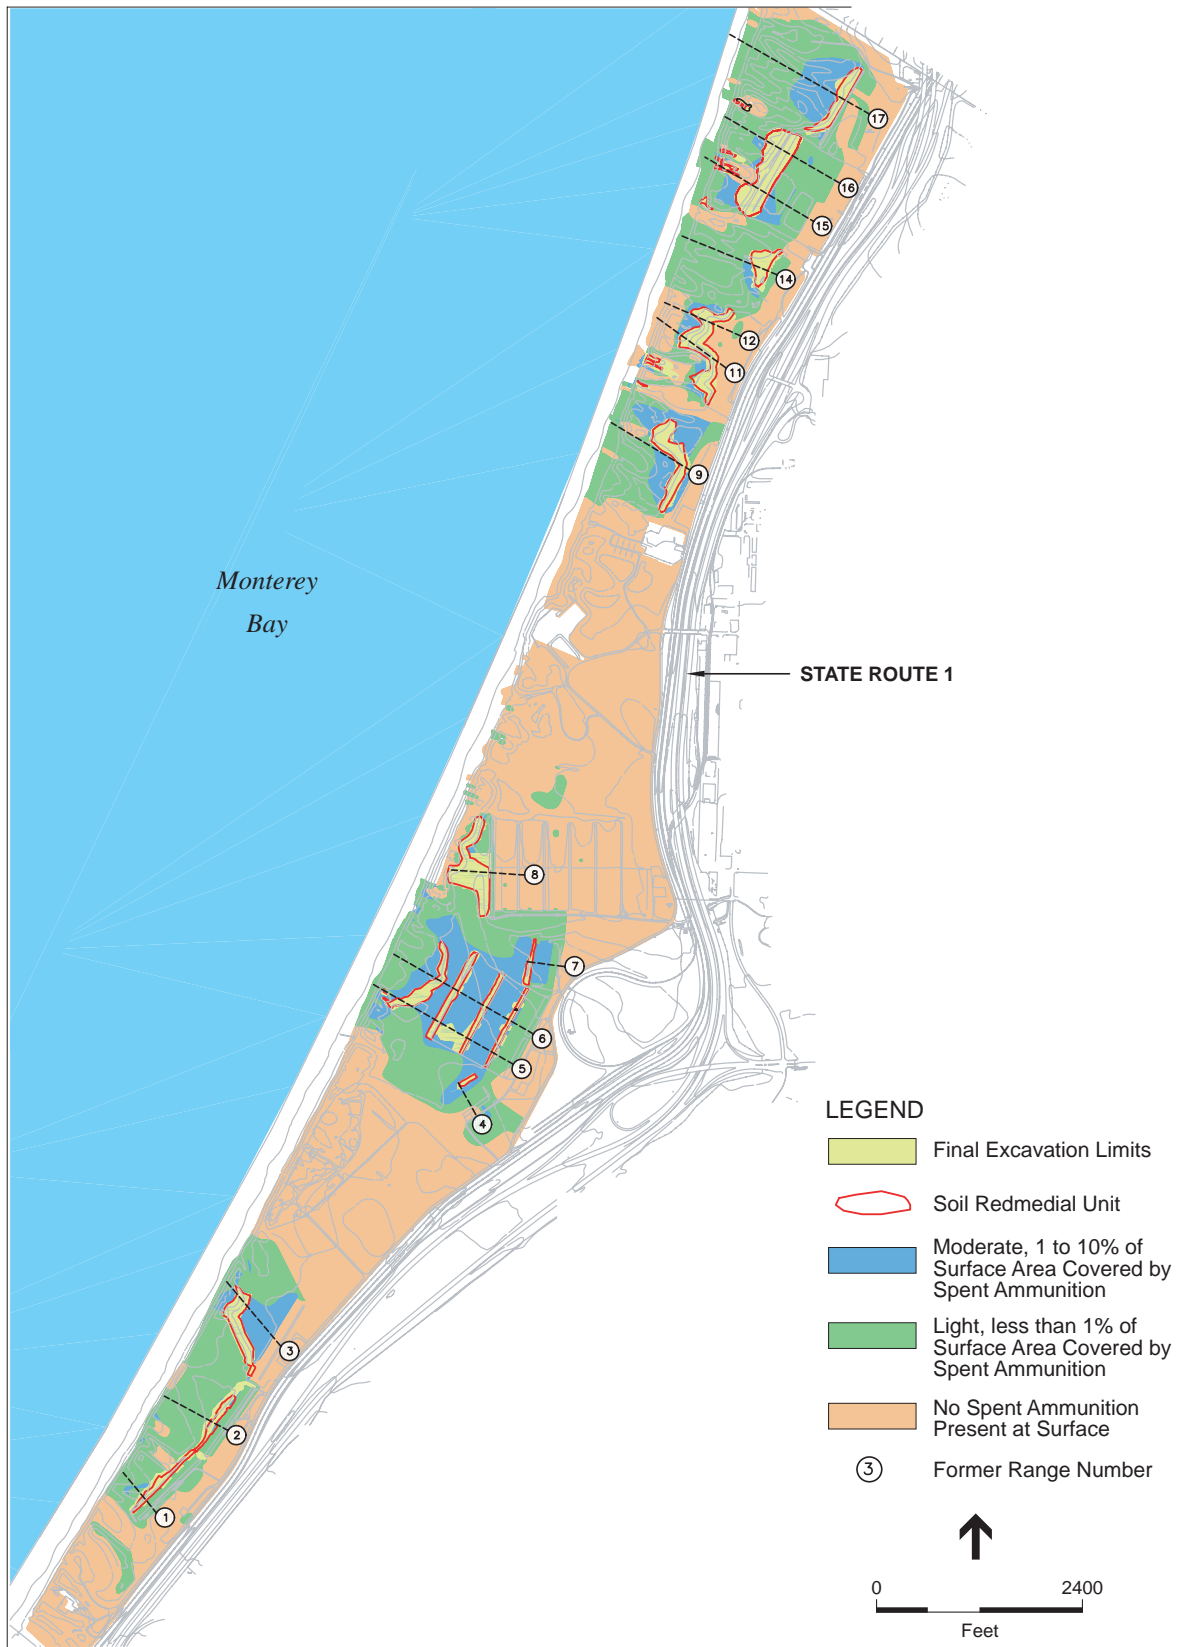 17
16
15
14
12
11
9
Monterey
Bay
STATE ROUTE 1
8
7
6
5
4
3
2
1
LEGEND
Final Excavation Limits
Soil Redmedial Unit
Moderate, 1 to 10% of
Surface Area Covered by
Spent Ammunition
Light, less than 1% of
Surface Area Covered by
Spent Ammunition
No Spent Ammunition
Present at Surface
3 Former Range Number
0 2400
Feet